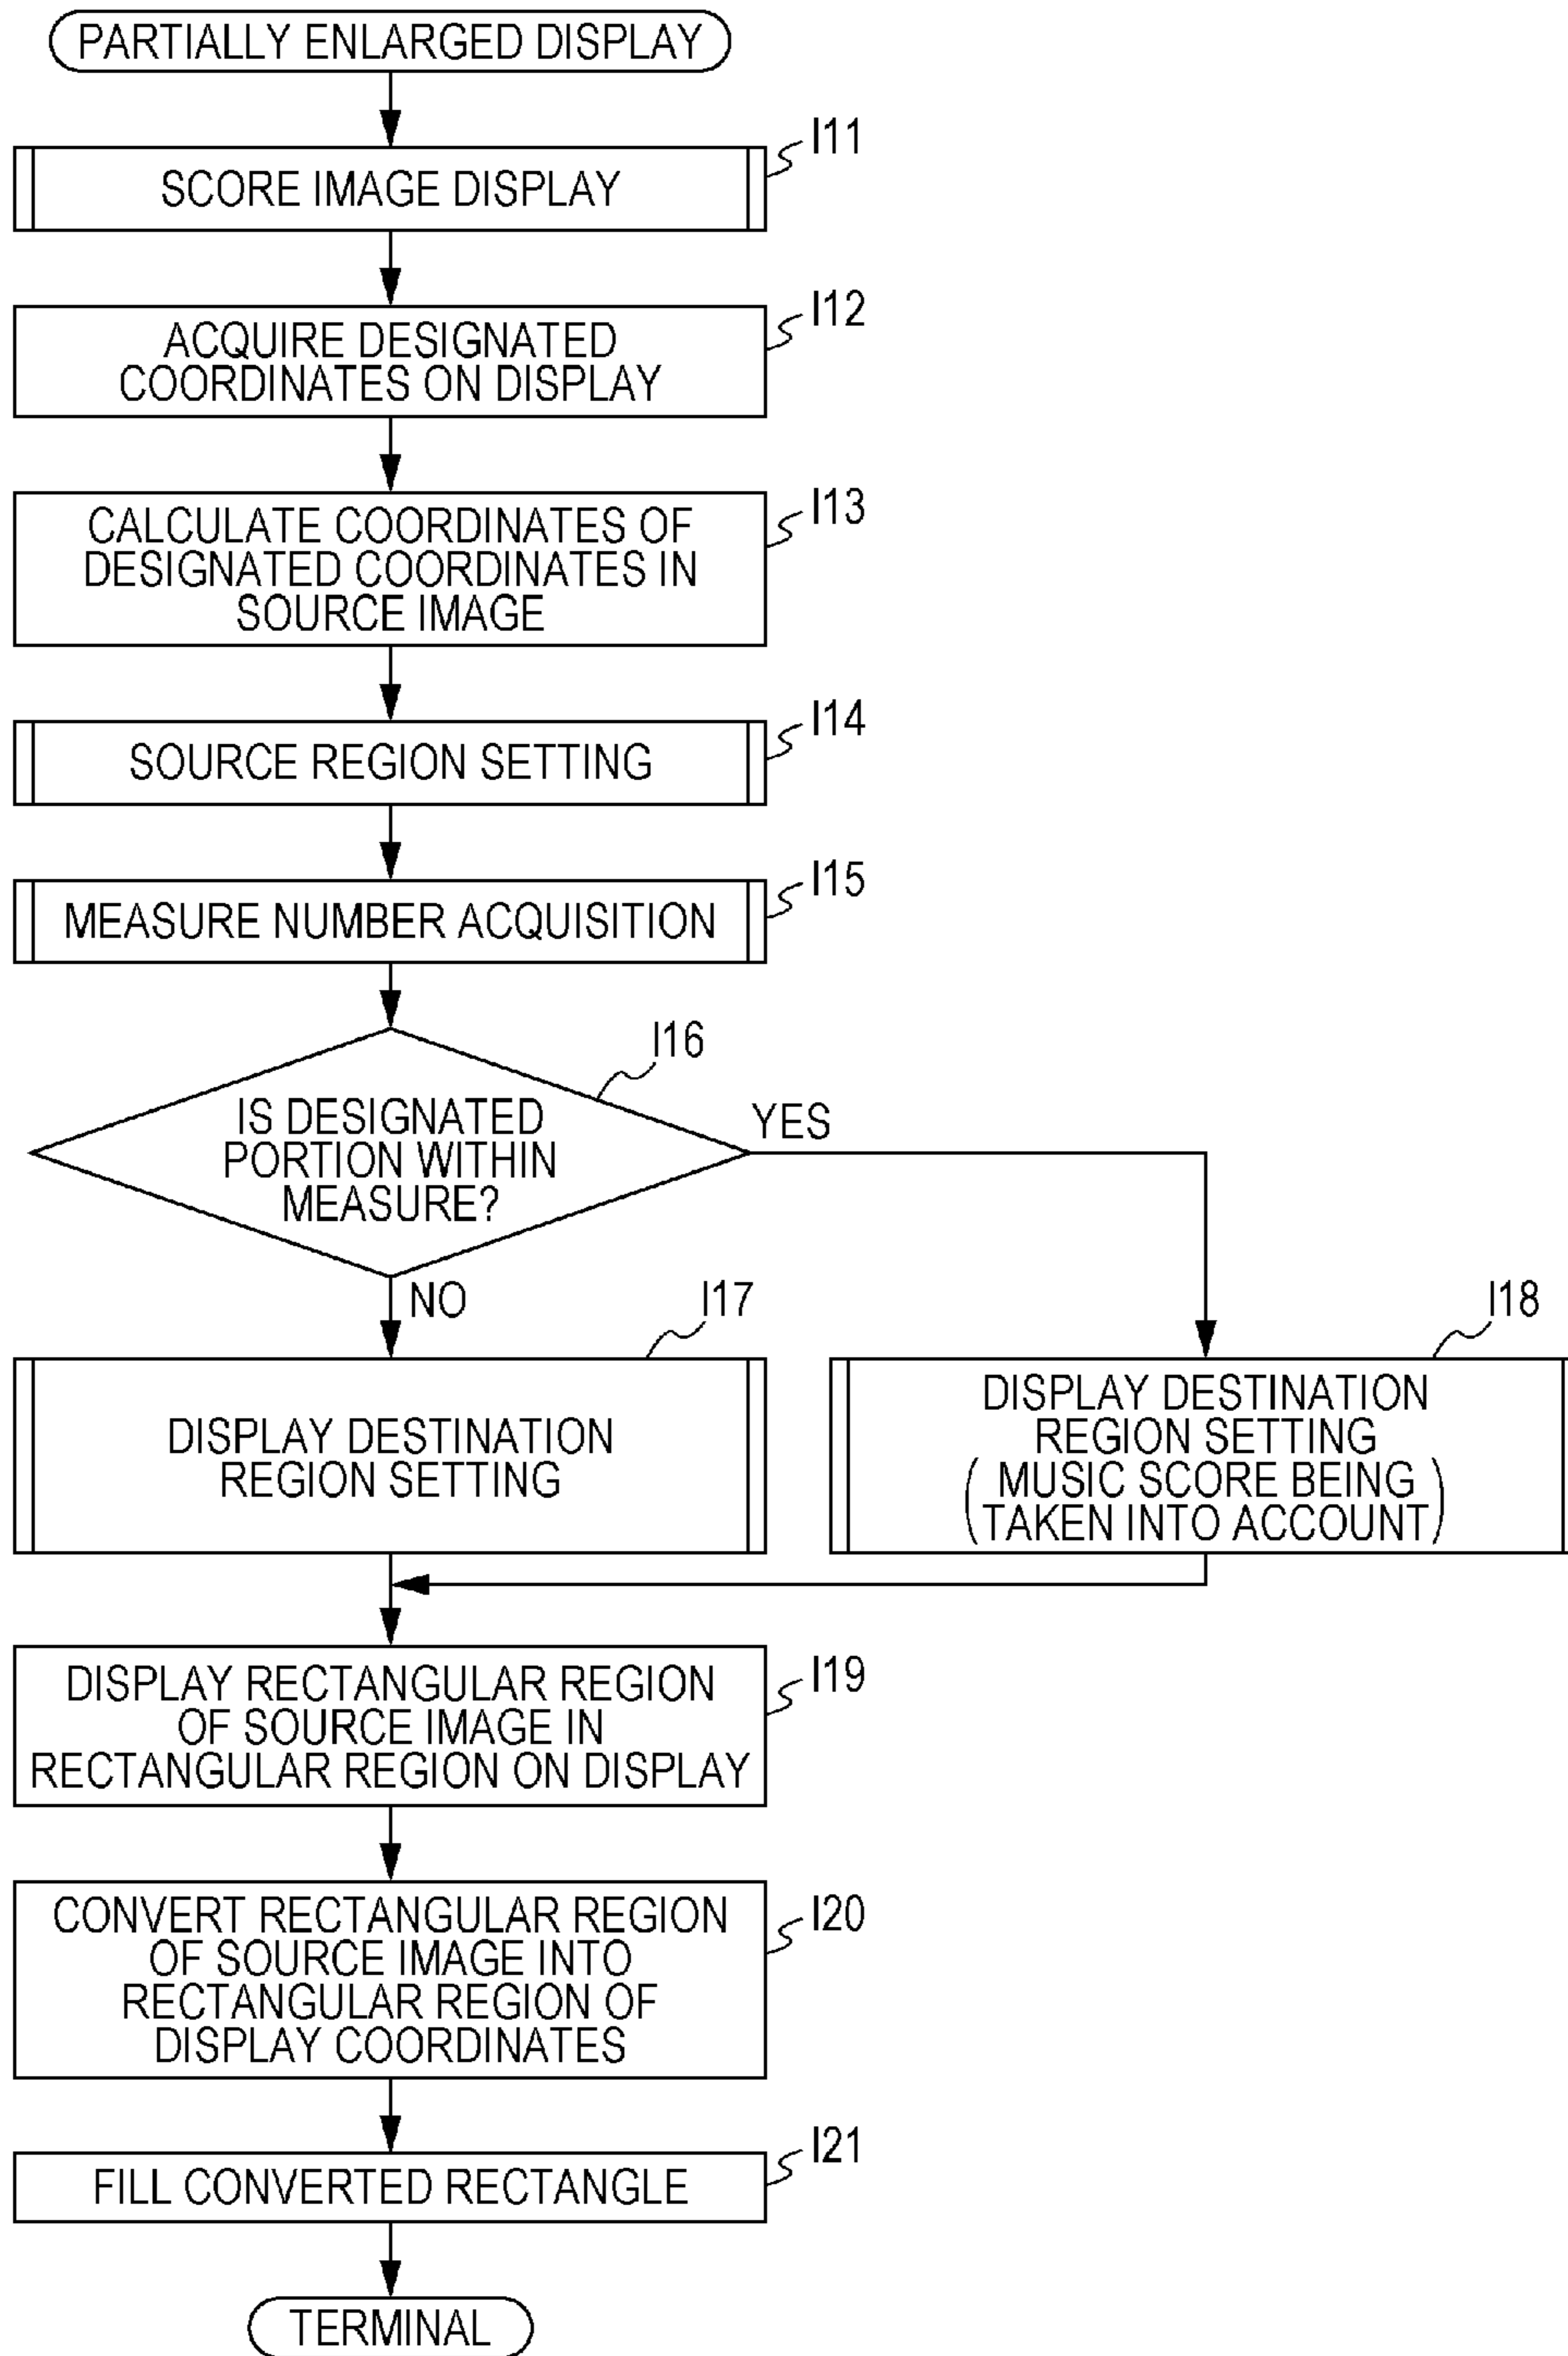 PARTIALLY ENLARGED DISPLAY
I11
SCORE IMAGE DISPLAY
I12
ACQUIRE DESIGNATED
COORDINATES ON DISPLAY
I13
CALCULATE COORDINATES OF
DESIGNATED COORDINATES IN
SOURCE IMAGE
I14
SOURCE REGION SETTING
I15
MEASURE NUMBER ACQUISITION
I16
IS DESIGNATED
PORTION WITHIN
MEASURE?
YES
NO
I17
DISPLAY DESTINATION
REGION SETTING
I18
DISPLAY DESTINATION
REGION SETTING
(MUSIC SCORE BEING
TAKEN INTO ACCOUNT)
I19
DISPLAY RECTANGULAR REGION
OF SOURCE IMAGE IN
RECTANGULAR REGION ON DISPLAY
I20
CONVERT RECTANGULAR REGION
OF SOURCE IMAGE INTO
RECTANGULAR REGION OF
DISPLAY COORDINATES
I21
FILL CONVERTED RECTANGLE
TERMINAL